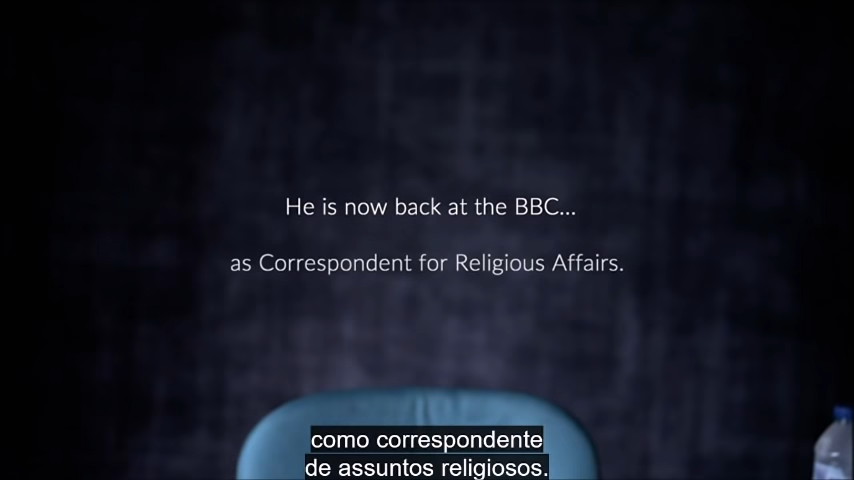 He is now back at the BBC...
as Correspondent for Religious Affairs.
como correspondente
de assuntos religiosos.